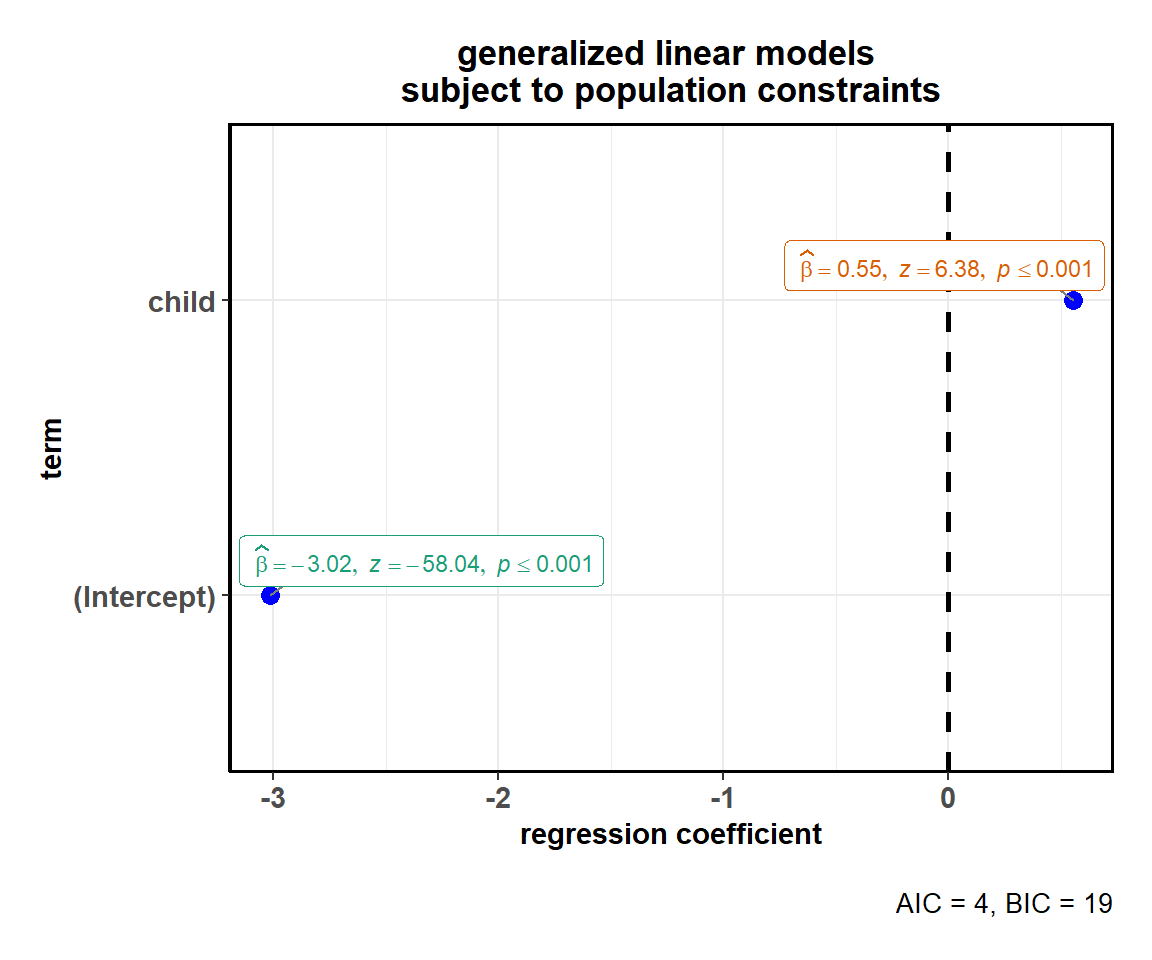 generalized linear models
subject to population constraints
β̂ = 0.55, z = 6.38, p ≤ 0.001
child
term
β̂ = −3.02, z = −58.04, p ≤ 0.001
(Intercept)
-3 -2 -1 0
regression coefficient
AIC = 4, BIC = 19